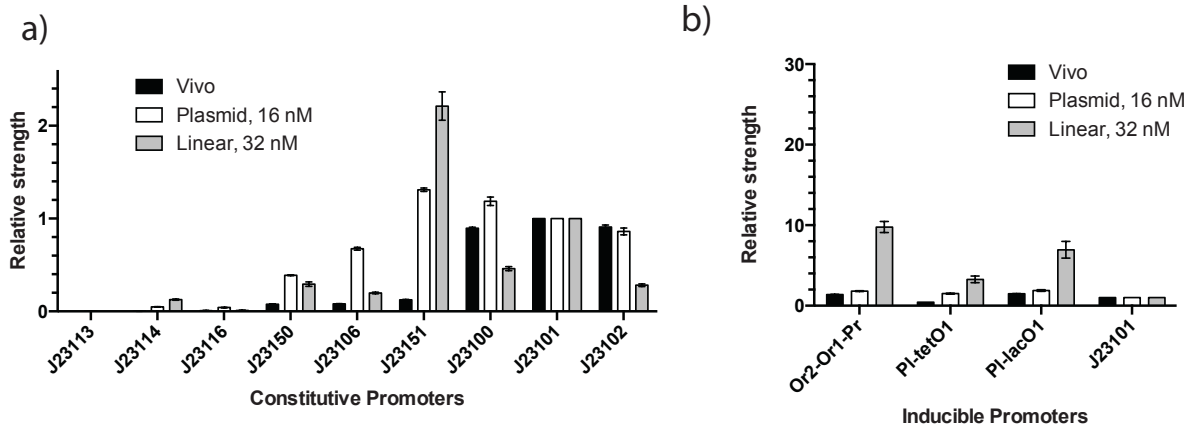 a)
Relative strength
2
1
0
Vivo
Plasmid, 16 nM
Linear, 32 nM
J23113
J23114
J23116
J23150
J23106
J23151
J23100
J23101
J23102
Constitutive Promoters
b)
Relative strength
30
20
10
0
Vivo
Plasmid, 16 nM
Linear, 32 nM
Or2-Or1-Pr
Pl-tetO1
Pl-lacO1
J23101
Inducible Promoters